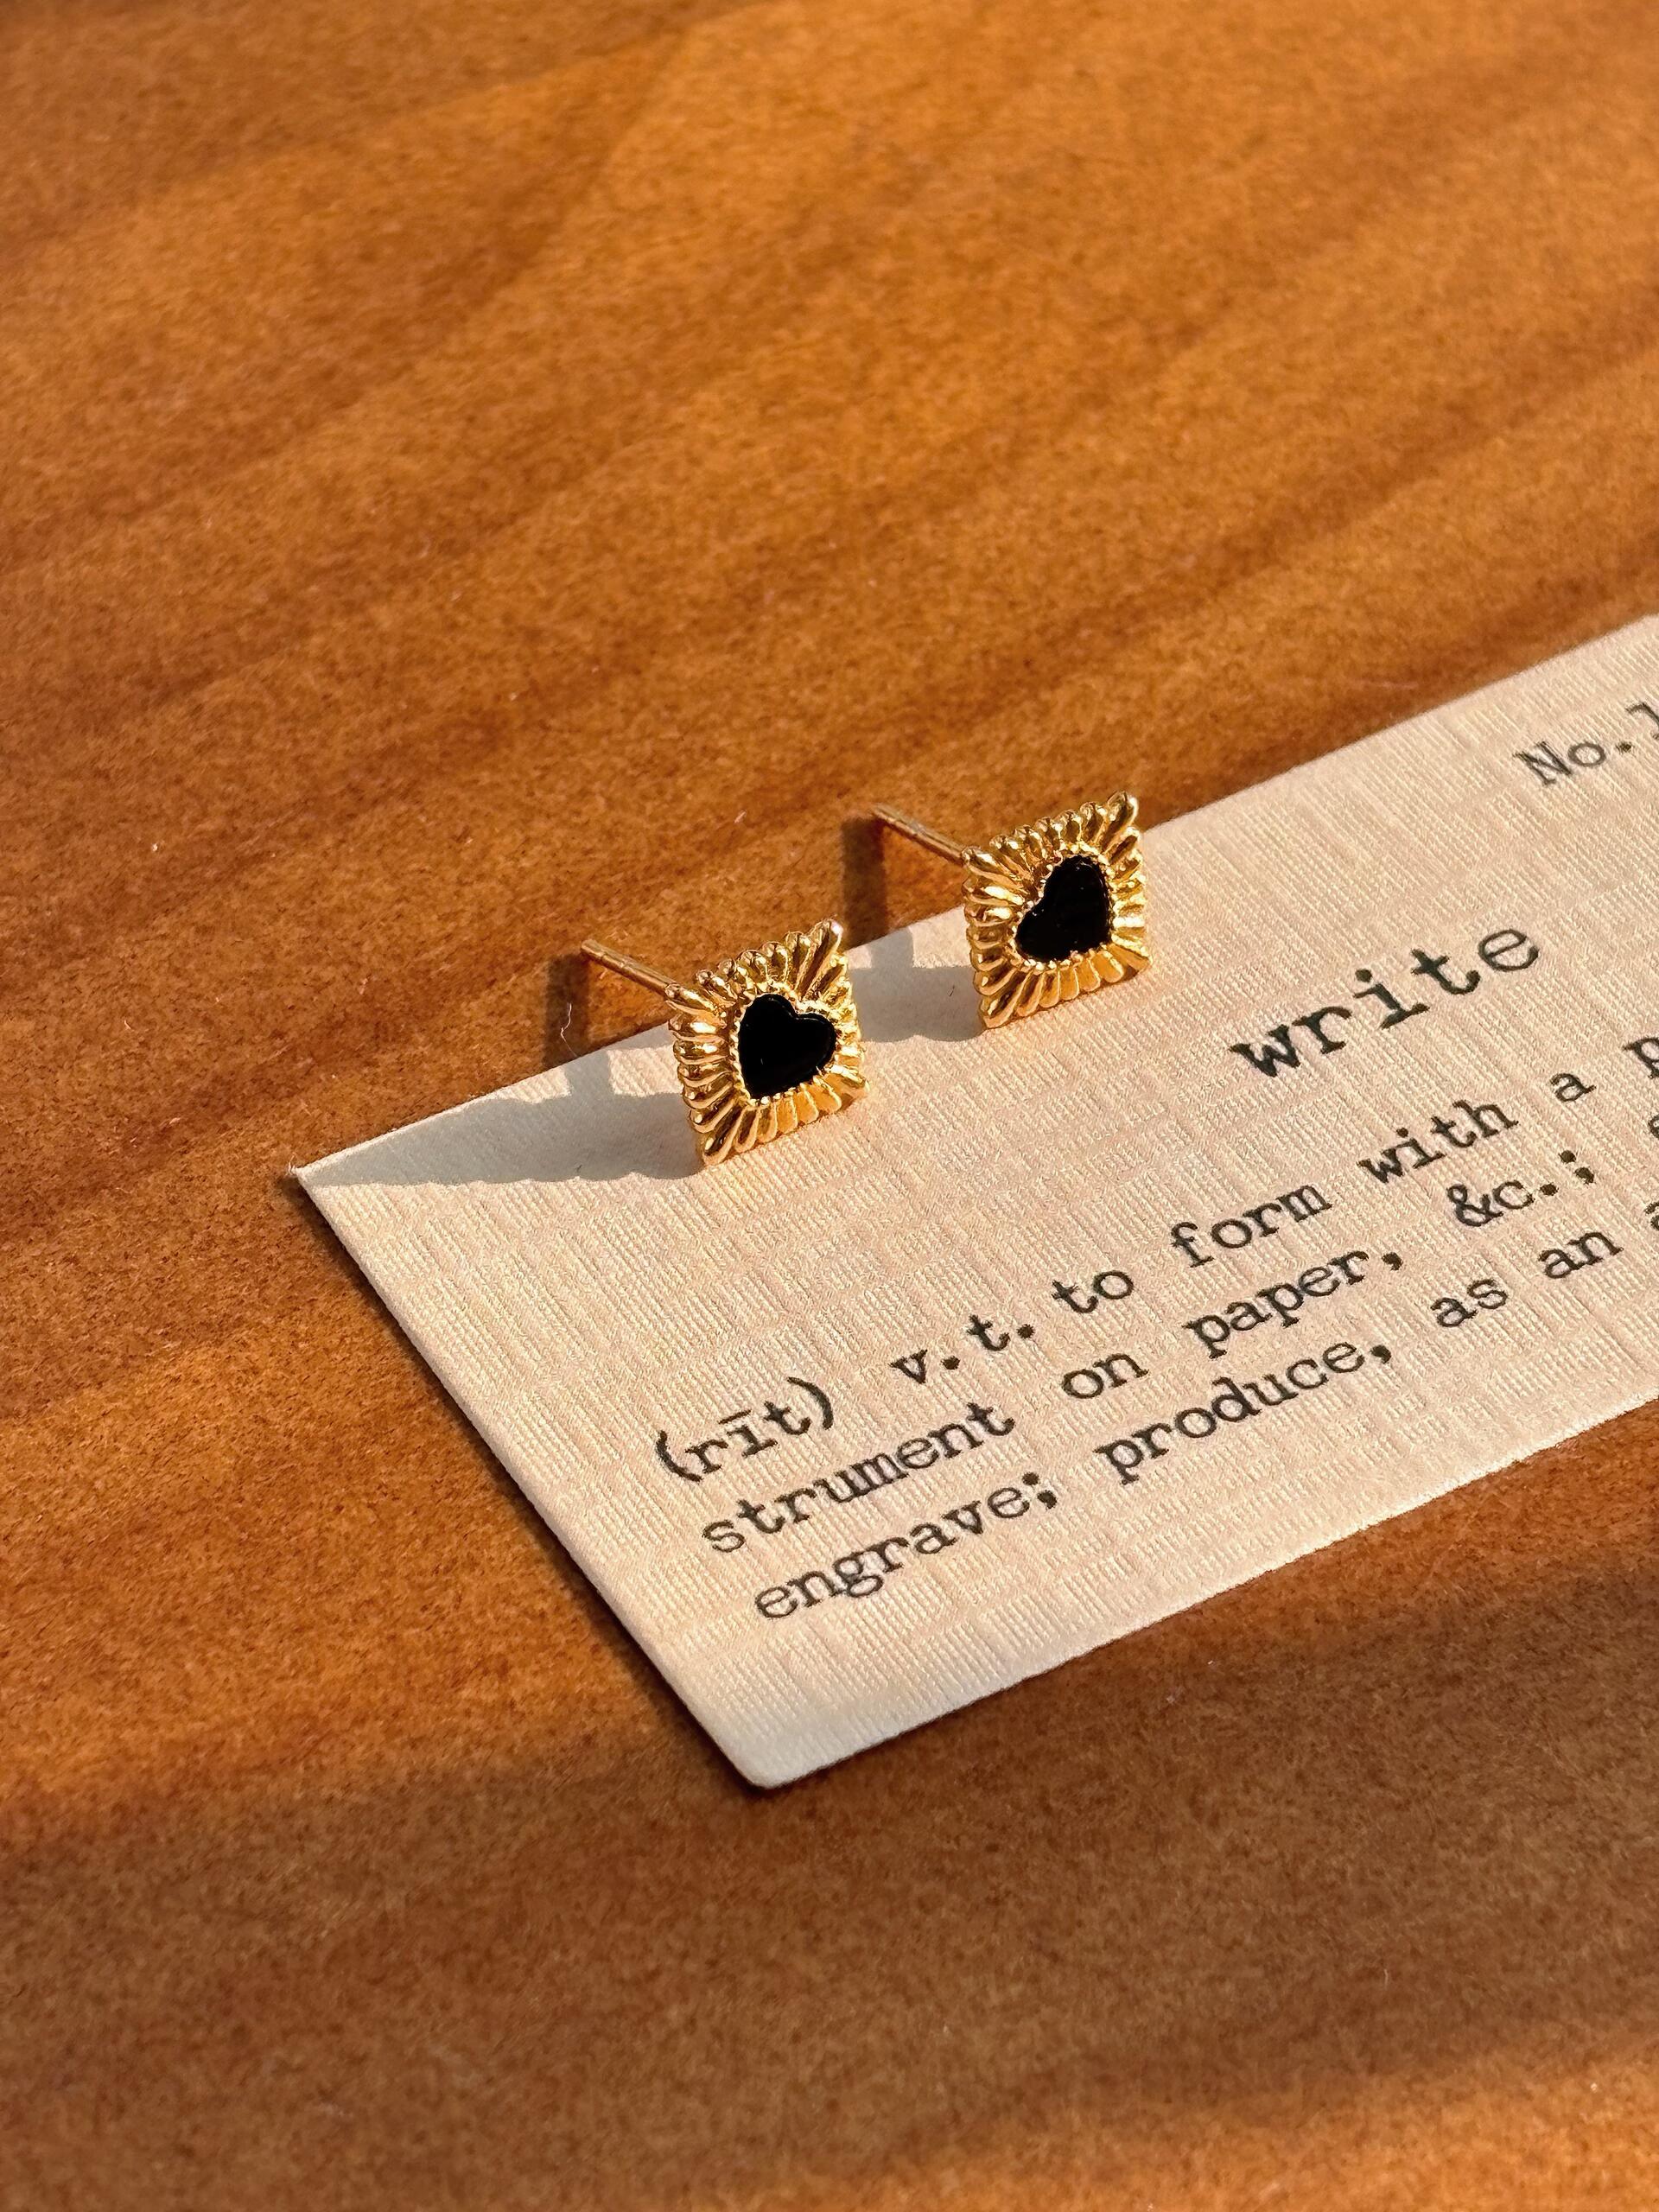 No.
write
(rīt) v.t. to form with a
strument on paper, &c.;
engrave; produce, as an